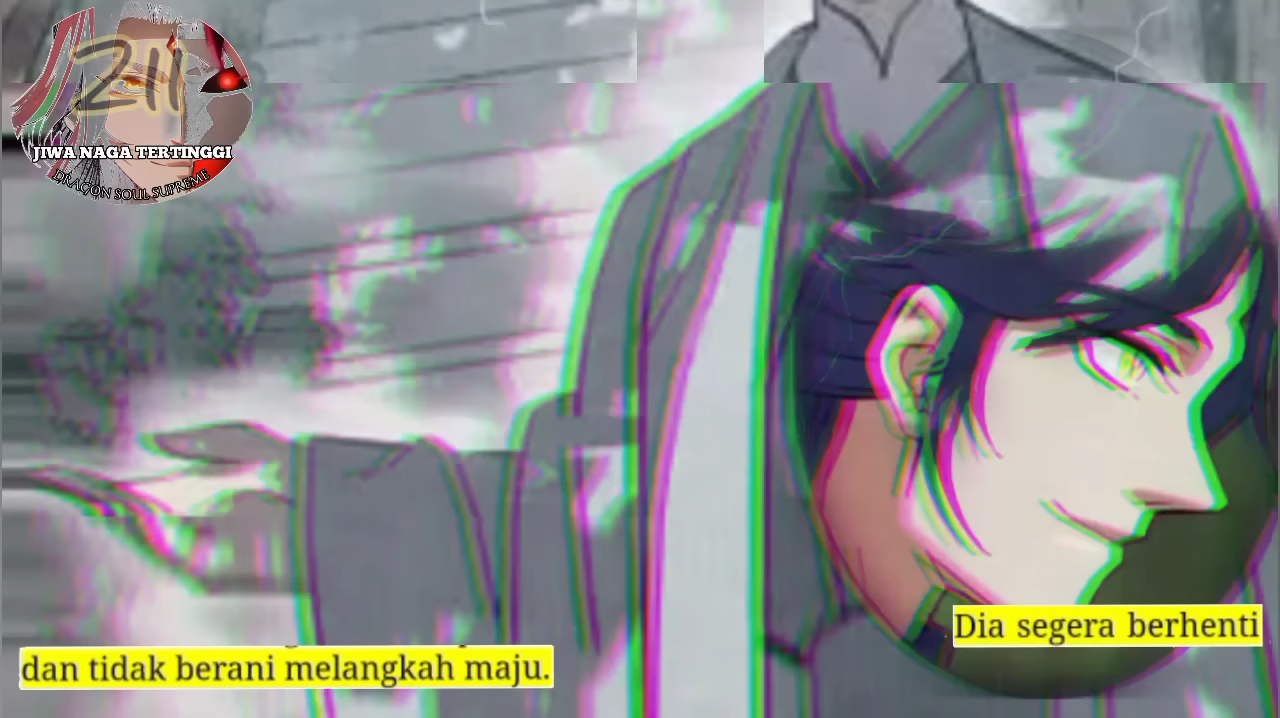 211
JIWA NAGA TERTINGGI
DRAGON SOUL SUPREME
Dia segera berhenti
dan tidak berani melangkah maju.